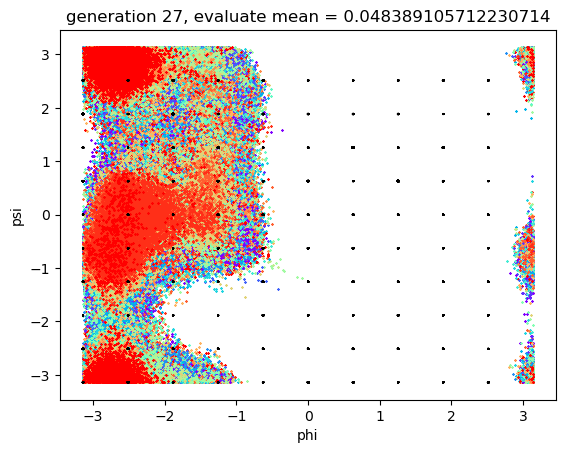 generation 27, evaluate mean = 0.048389105712230714
3
2
1
0
−1
−2
−3
psi
−3 −2 −1 0 1 2 3
phi